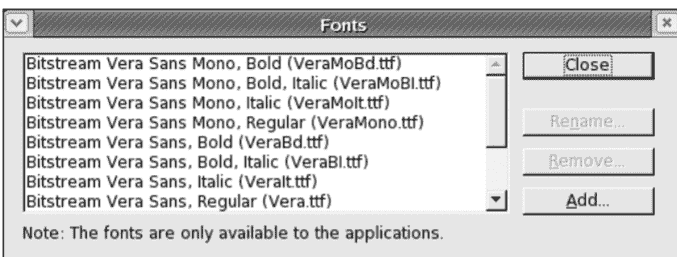 Fonts
Bitstream Vera Sans Mono, Bold (VeraMoBd.ttf)
Bitstream Vera Sans Mono, Bold, Italic (VeraMoBI.ttf)
Bitstream Vera Sans Mono, Italic (VeraMoIt.ttf)
Bitstream Vera Sans Mono, Regular (VeraMono.ttf)
Bitstream Vera Sans, Bold (VeraBd.ttf)
Bitstream Vera Sans, Bold, Italic (VeraBI.ttf)
Bitstream Vera Sans, Italic (VeraIt.ttf)
Bitstream Vera Sans, Regular (Vera.ttf)
Close
Rename...
Remove...
Add...
Note: The fonts are only available to the applications.